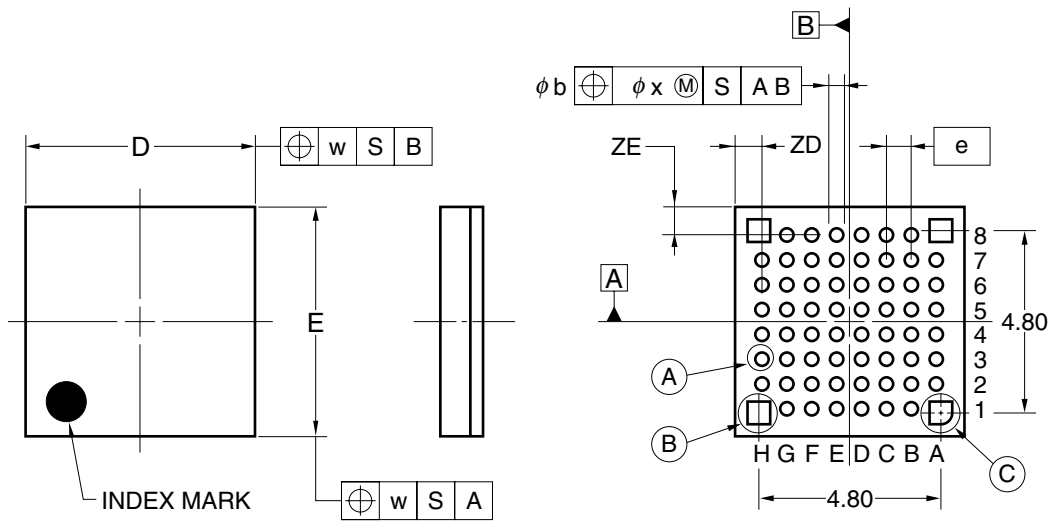 B
φb ⌖ φx Ⓜ S A B
D
⌖ w S B
ZE
ZD
e
8
7
6
5
4
3
2
1
A
E
4.80
A
B
H G F E D C B A
C
4.80
INDEX MARK
⌖ w S A